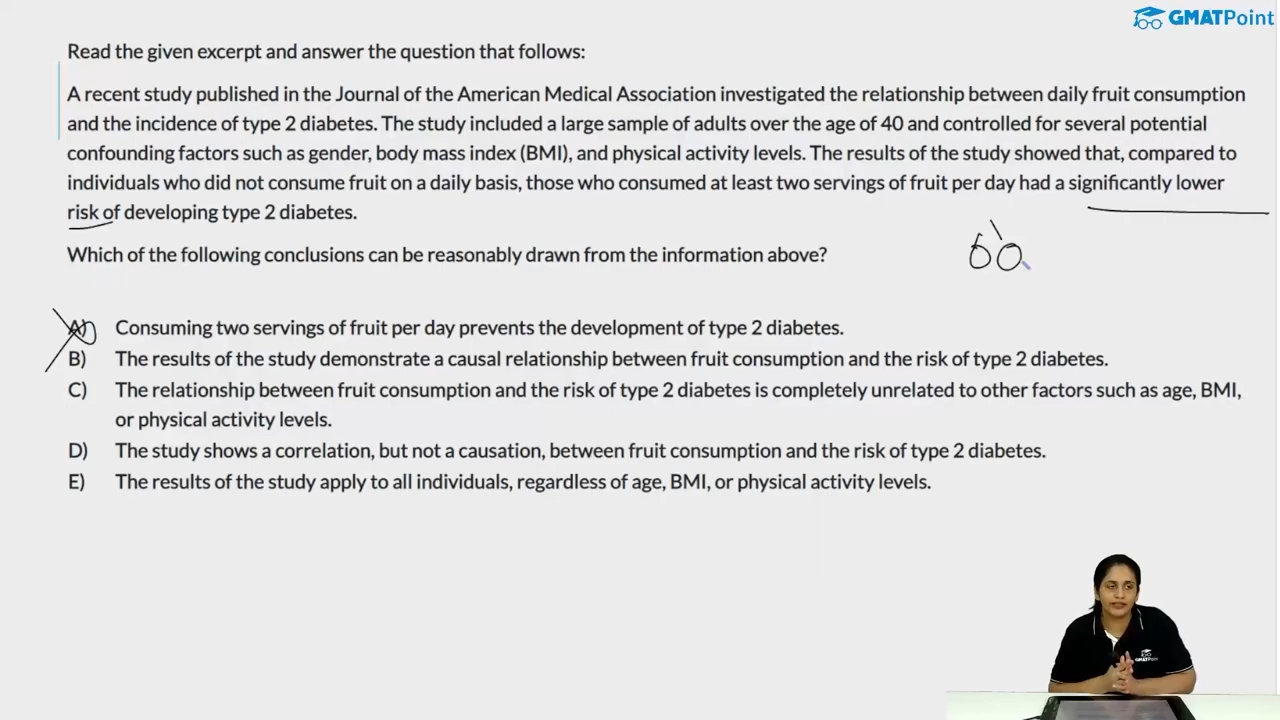 GMATPoint
Read the given excerpt and answer the question that follows:
A recent study published in the Journal of the American Medical Association investigated the relationship between daily fruit consumption
and the incidence of type 2 diabetes. The study included a large sample of adults over the age of 40 and controlled for several potential
confounding factors such as gender, body mass index (BMI), and physical activity levels. The results of the study showed that, compared to
individuals who did not consume fruit on a daily basis, those who consumed at least two servings of fruit per day had a significantly lower
risk of developing type 2 diabetes.
Which of the following conclusions can be reasonably drawn from the information above?
A) Consuming two servings of fruit per day prevents the development of type 2 diabetes.
B) The results of the study demonstrate a causal relationship between fruit consumption and the risk of type 2 diabetes.
C) The relationship between fruit consumption and the risk of type 2 diabetes is completely unrelated to other factors such as age, BMI,
or physical activity levels.
D) The study shows a correlation, but not a causation, between fruit consumption and the risk of type 2 diabetes.
E) The results of the study apply to all individuals, regardless of age, BMI, or physical activity levels.
GMATPoint